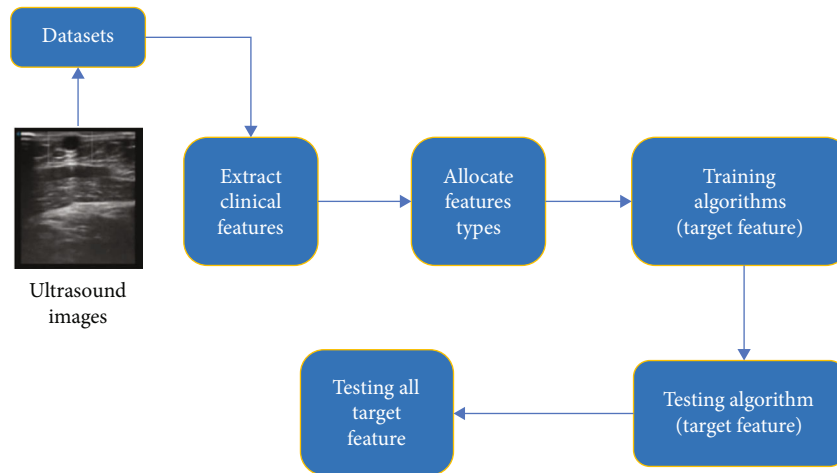 Datasets
Ultrasound
images
Extract
clinical
features
Allocate
features
types
Training
algorithms
(target feature)
Testing algorithm
(target feature)
Testing all
target
feature